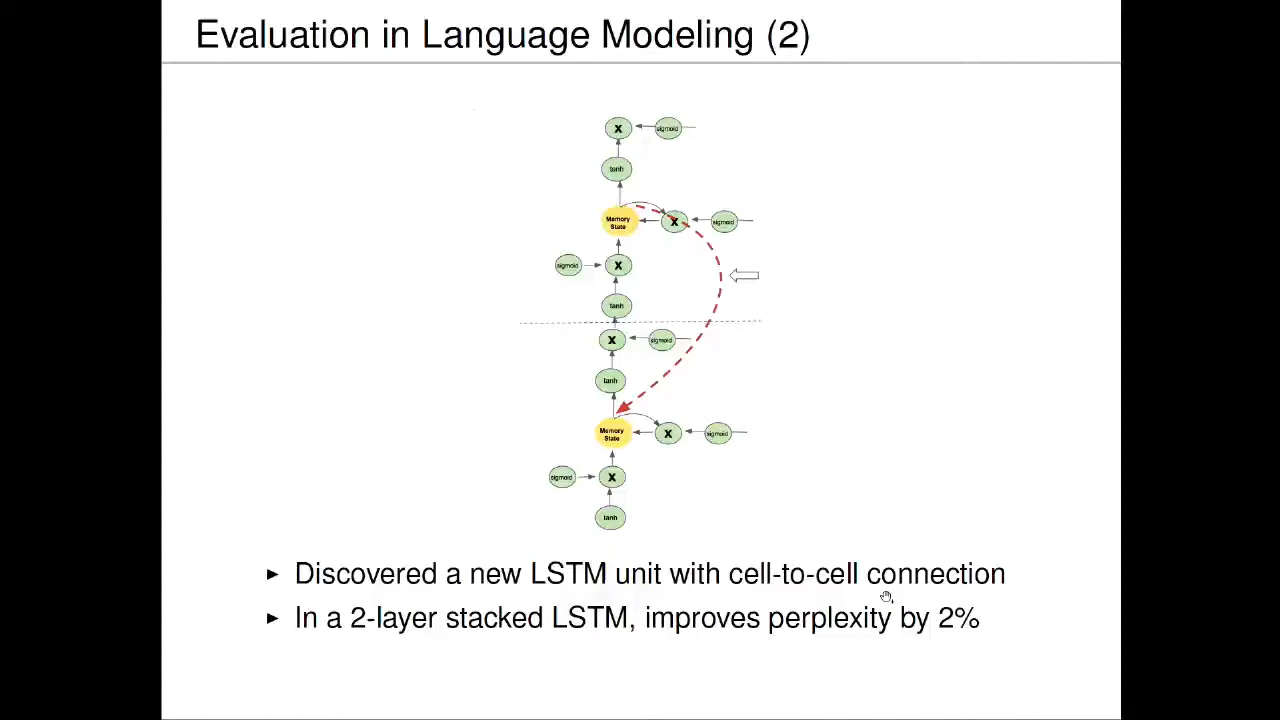 Evaluation in Language Modeling (2)
X sigmoid
tanh
Memory State X sigmoid
sigmoid X
tanh
X sigmoid
tanh
Memory State X sigmoid
sigmoid X
tanh
► Discovered a new LSTM unit with cell-to-cell connection
► In a 2-layer stacked LSTM, improves perplexity by 2%